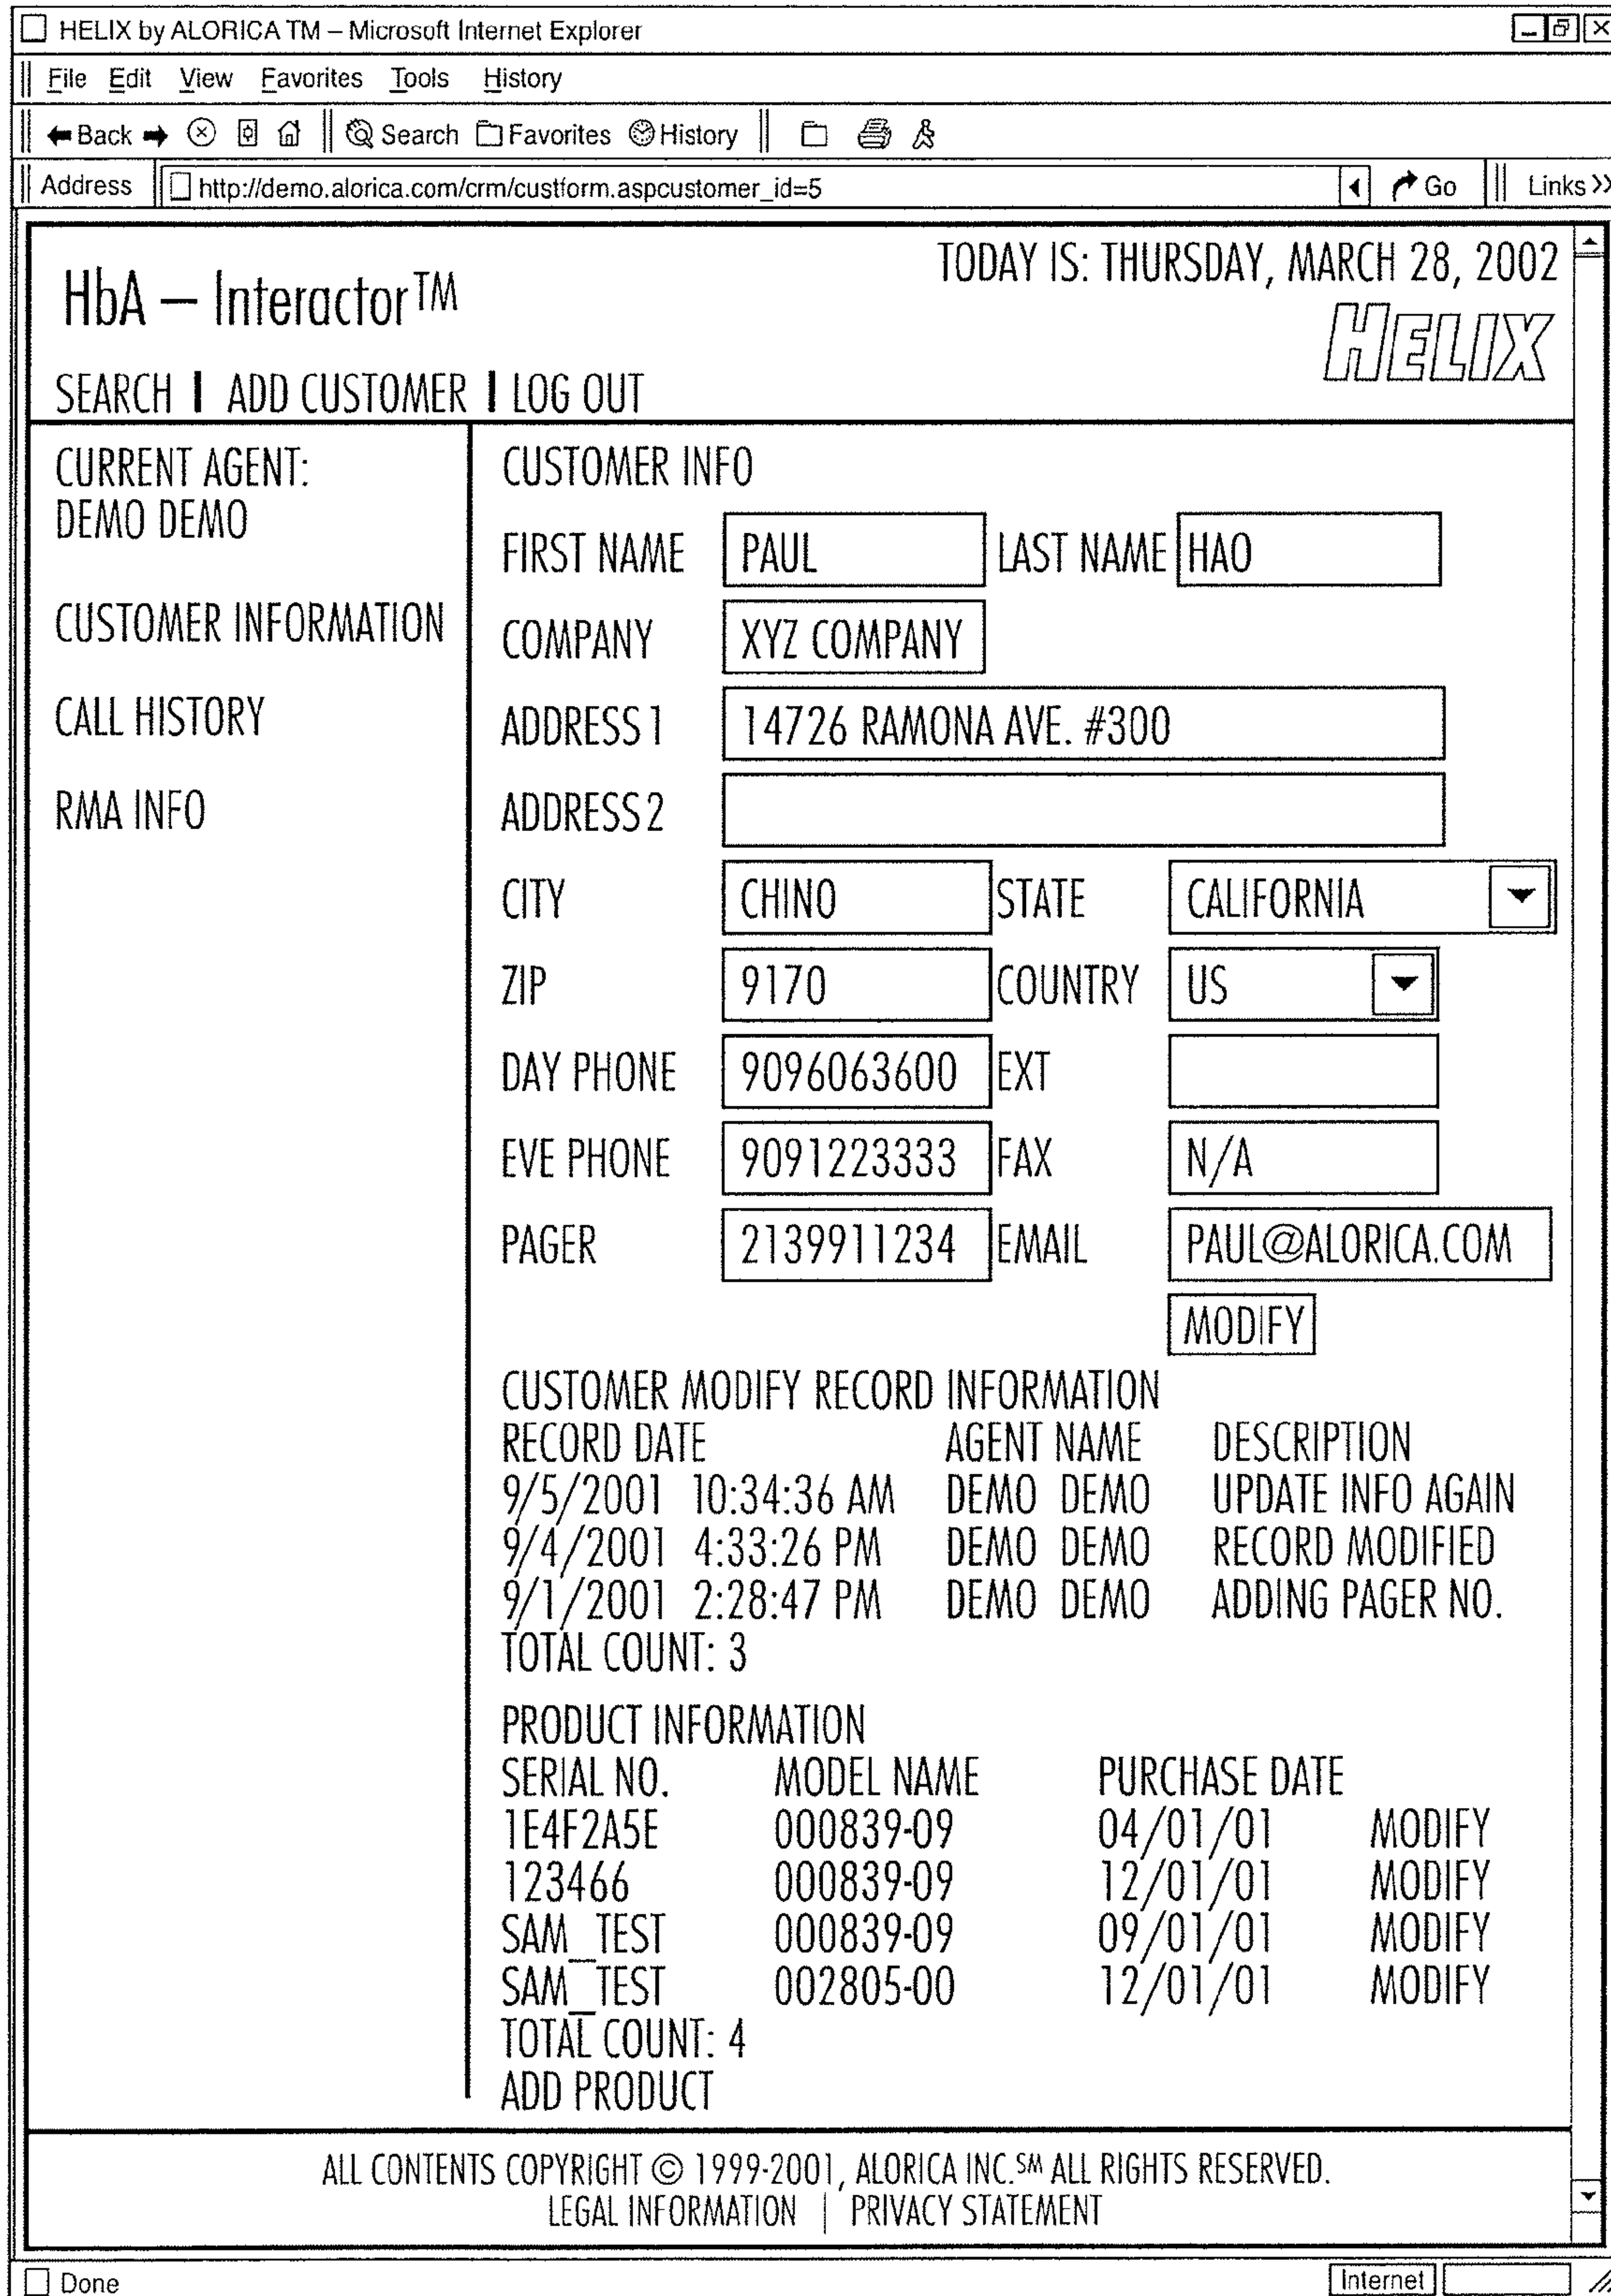 HELIX by ALORICA TM – Microsoft Internet Explorer
File Edit View Favorites Tools History
Back Search Favorites History
Address http://demo.alorica.com/crm/custform.aspcustomer_id=5 Go Links >>
TODAY IS: THURSDAY, MARCH 28, 2002
HbA – Interactor™
HELIX
SEARCH | ADD CUSTOMER | LOG OUT
CURRENT AGENT:
DEMO DEMO
CUSTOMER INFORMATION
CALL HISTORY
RMA INFO
CUSTOMER INFO
FIRST NAME PAUL LAST NAME HAO
COMPANY XYZ COMPANY
ADDRESS 1 14726 RAMONA AVE. #300
ADDRESS 2
CITY CHINO STATE CALIFORNIA
ZIP 9170 COUNTRY US
DAY PHONE 9096063600 EXT
EVE PHONE 9091223333 FAX N/A
PAGER 2139911234 EMAIL PAUL@ALORICA.COM
MODIFY
CUSTOMER MODIFY RECORD INFORMATION
RECORD DATE AGENT NAME DESCRIPTION
9/5/2001 10:34:36 AM DEMO DEMO UPDATE INFO AGAIN
9/4/2001 4:33:26 PM DEMO DEMO RECORD MODIFIED
9/1/2001 2:28:47 PM DEMO DEMO ADDING PAGER NO.
TOTAL COUNT: 3
PRODUCT INFORMATION
SERIAL NO. MODEL NAME PURCHASE DATE
1E4F2A5E 000839-09 04/01/01 MODIFY
123466 000839-09 12/01/01 MODIFY
SAM_TEST 000839-09 09/01/01 MODIFY
SAM_TEST 002805-00 12/01/01 MODIFY
TOTAL COUNT: 4
ADD PRODUCT
ALL CONTENTS COPYRIGHT © 1999-2001, ALORICA INC.℠ ALL RIGHTS RESERVED.
LEGAL INFORMATION | PRIVACY STATEMENT
Done Internet